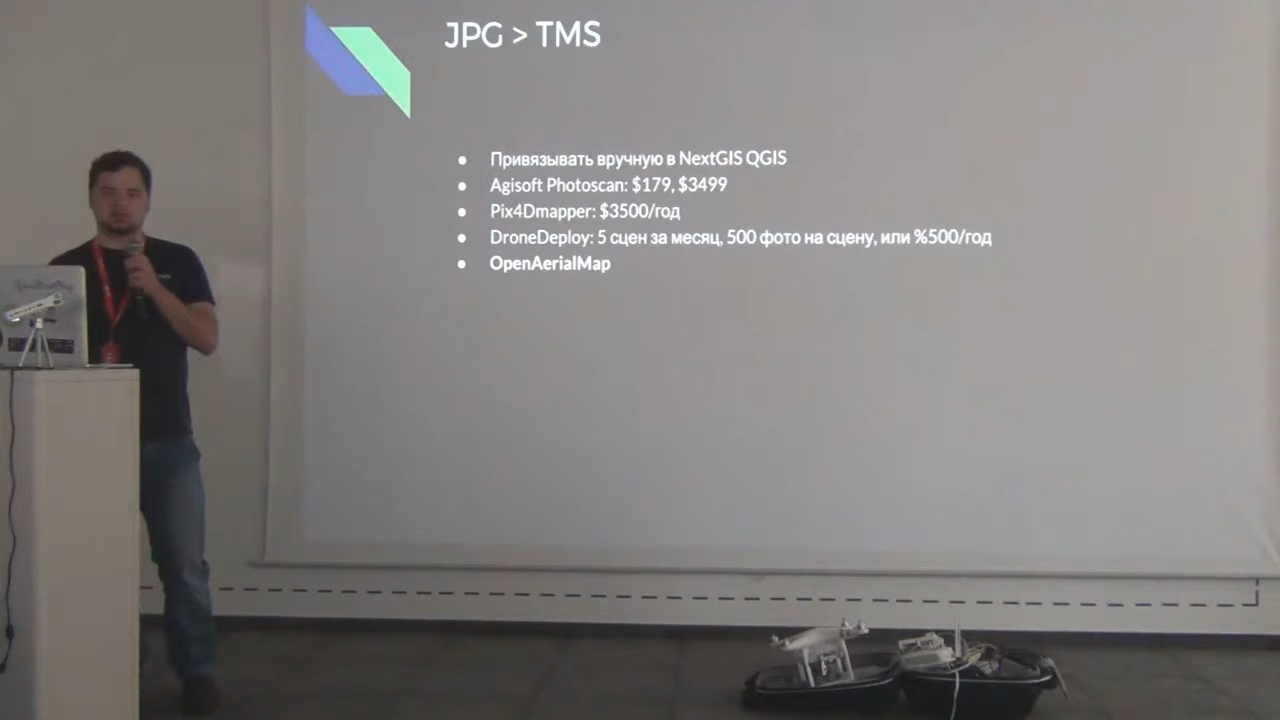 JPG > TMS
Привязывать вручную в NextGIS QGIS
Agisoft Photoscan: $179, $3499
Pix4Dmapper: $3500/год
DroneDeploy: 5 сцен за месяц, 500 фото на сцену, или %500/год
OpenAerialMap